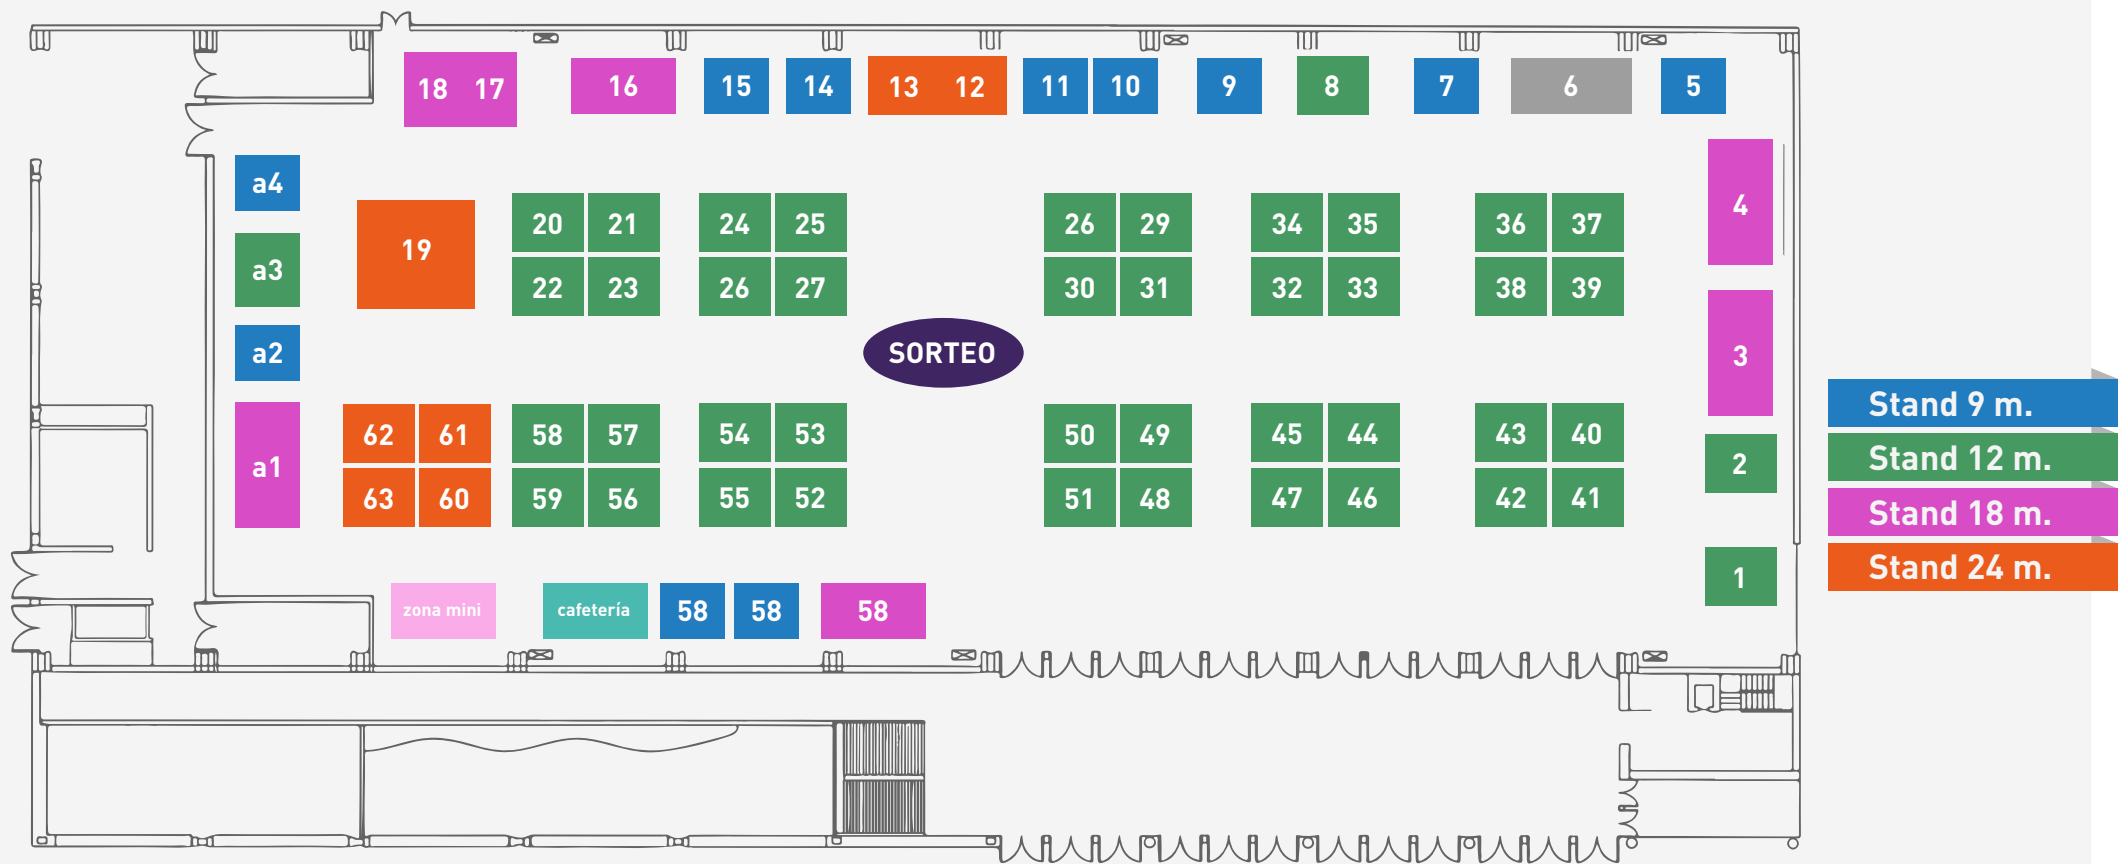 18 17 16 15 14 13 12 11 10 9 8 7 6 5
a4
4
20 21 24 25 26 29 34 35 36 37
19
a3
22 23 26 27 30 31 32 33 38 39
a2
SORTEO
3
Stand 9 m.
62 61 58 57 54 53 50 49 45 44 43 40
Stand 12 m.
2
a1
63 60 59 56 55 52 51 48 47 46 42 41
Stand 18 m.
Stand 24 m.
1
zona mini cafetería 58 58 58